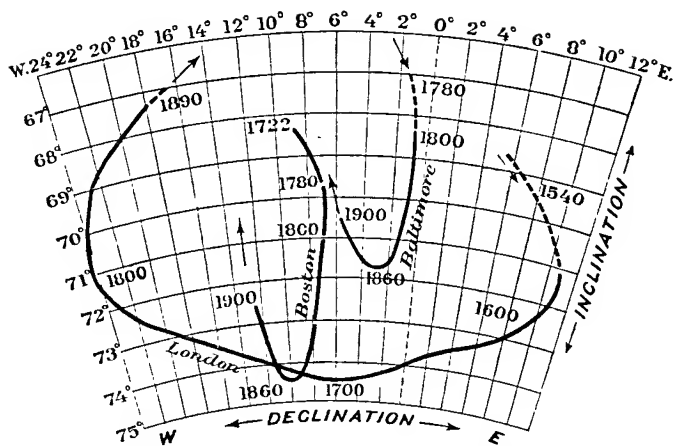 W.24° 22° 20° 18° 16° 14° 12° 10° 8° 6° 4° 2° 0° 2° 4° 6° 8° 10° 12°E.
67°
68°
69°
70°
71°
72°
73°
74°
75°
1890
1722
1780
1780
1800
1540
1900
1800
Baltimore
1860
1800
1900
Boston
1600
London
1860
1700
INCLINATION
W
DECLINATION
E